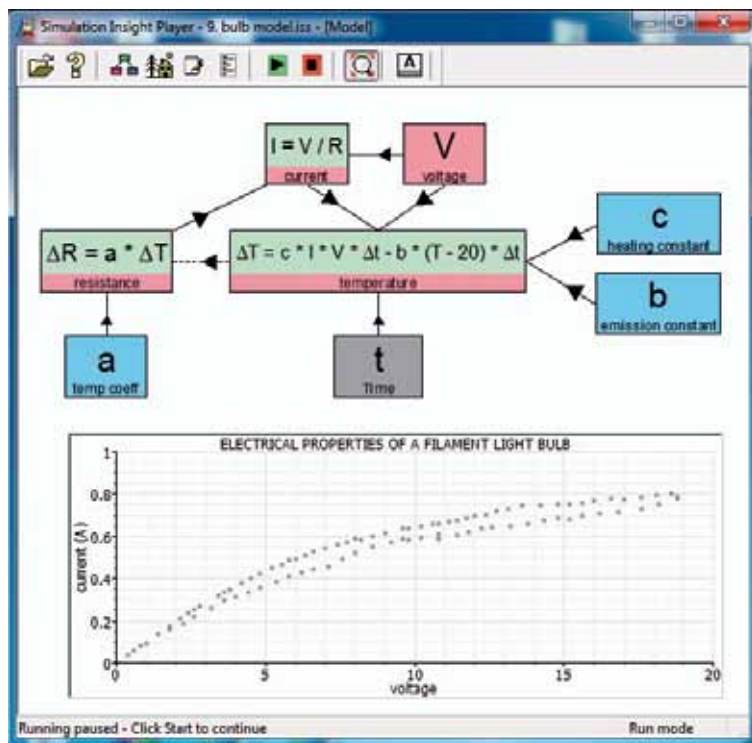 Simulation Insight Player - 9. bulb model.iss - [Model]
A
I = V / R
current
V
voltage
c
heating constant
ΔR = a * ΔT
resistance
ΔT = c * I * V * Δt - b * (T - 20) * Δt
temperature
b
emission constant
a
temp coeff
t
Time
ELECTRICAL PROPERTIES OF A FILAMENT LIGHT BULB
1
0.8
0.6
0.4
0.2
0
current (A)
0 5 10 15 20
voltage
Running paused - Click Start to continue Run mode